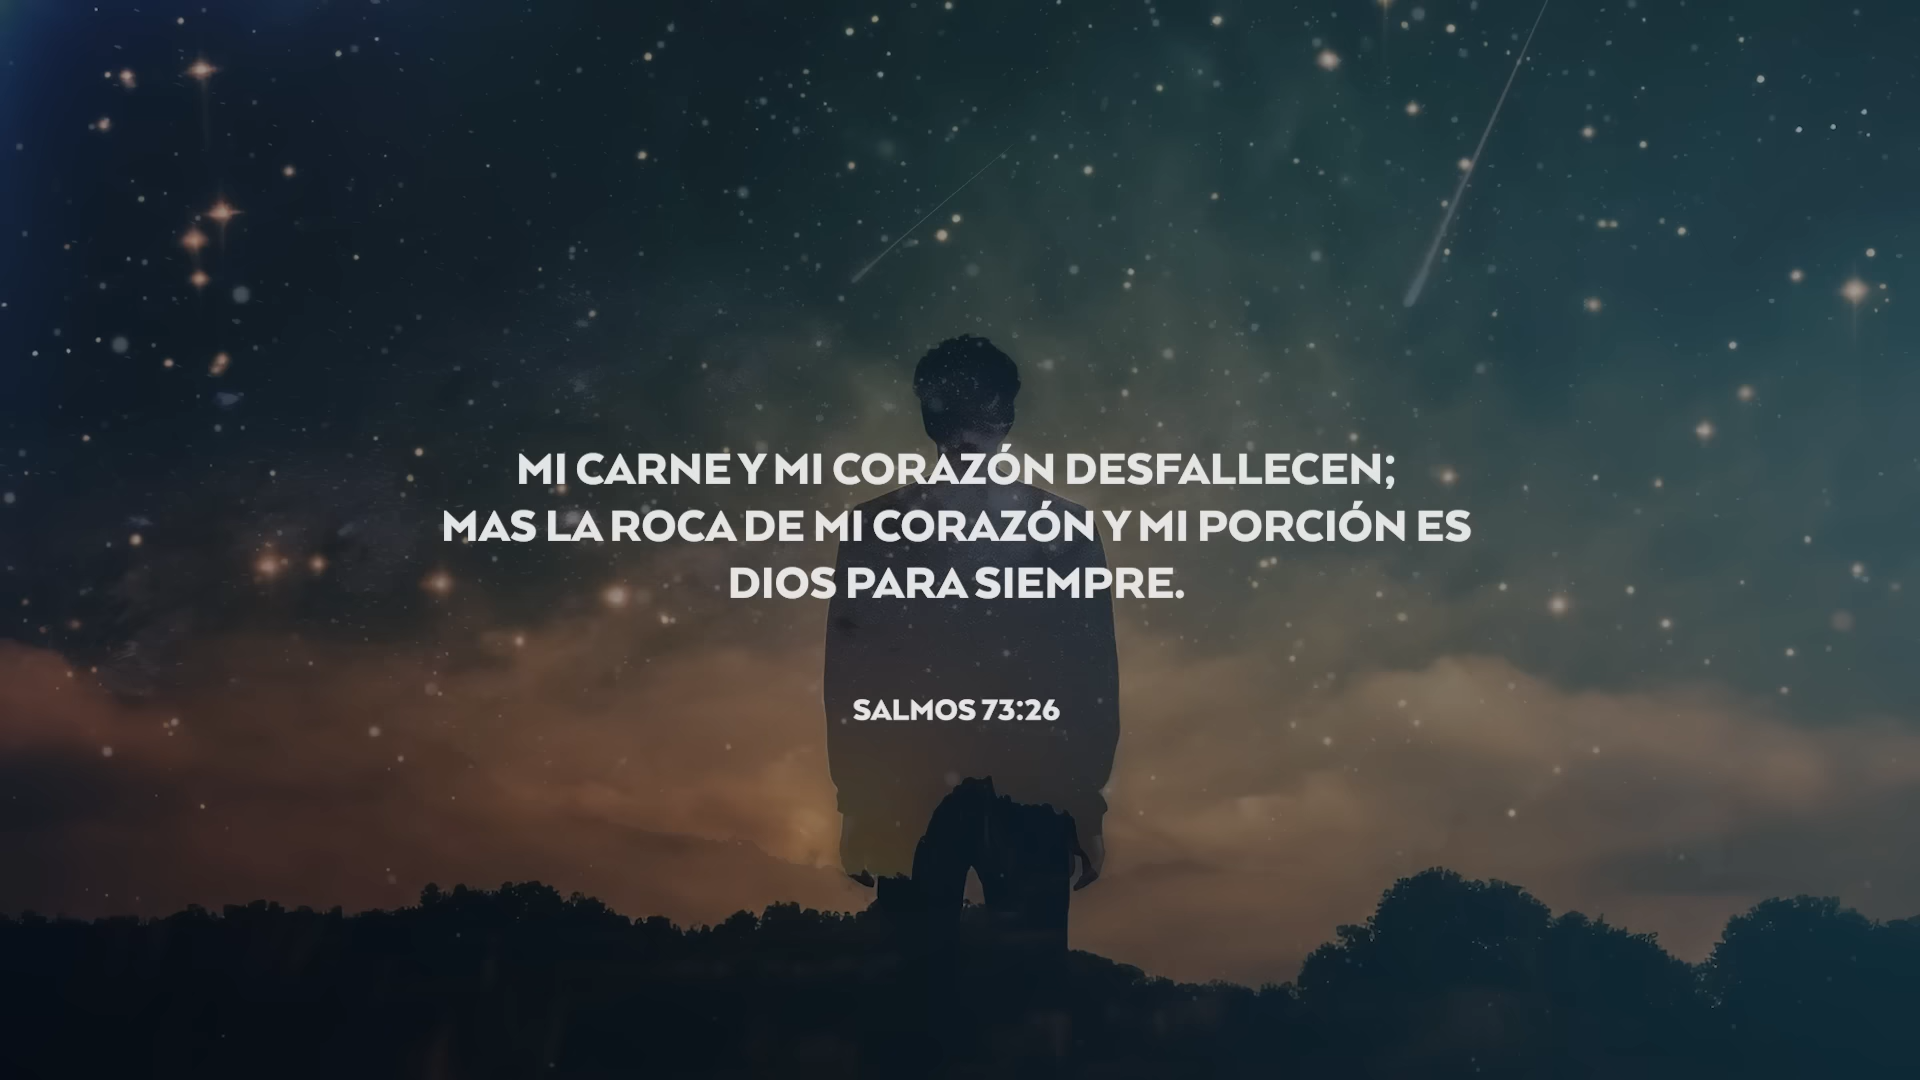 MI CARNE Y MI CORAZÓN DESFALLECEN;
MAS LA ROCA DE MI CORAZÓN Y MI PORCIÓN ES
DIOS PARA SIEMPRE.
SALMOS 73:26